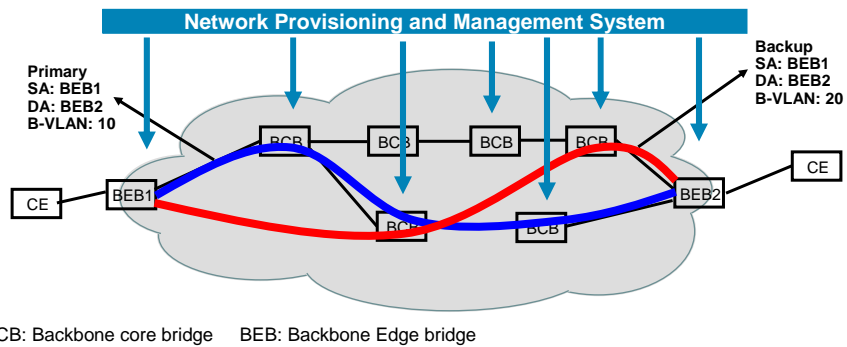 Network Provisioning and Management System
Primary
SA: BEB1
DA: BEB2
B-VLAN: 10
Backup
SA: BEB1
DA: BEB2
B-VLAN: 20
BCB
BCB
BCB
BCB
CE
BEB1
BEB2
CE
BCB
BCB
CB: Backbone core bridge BEB: Backbone Edge bridge